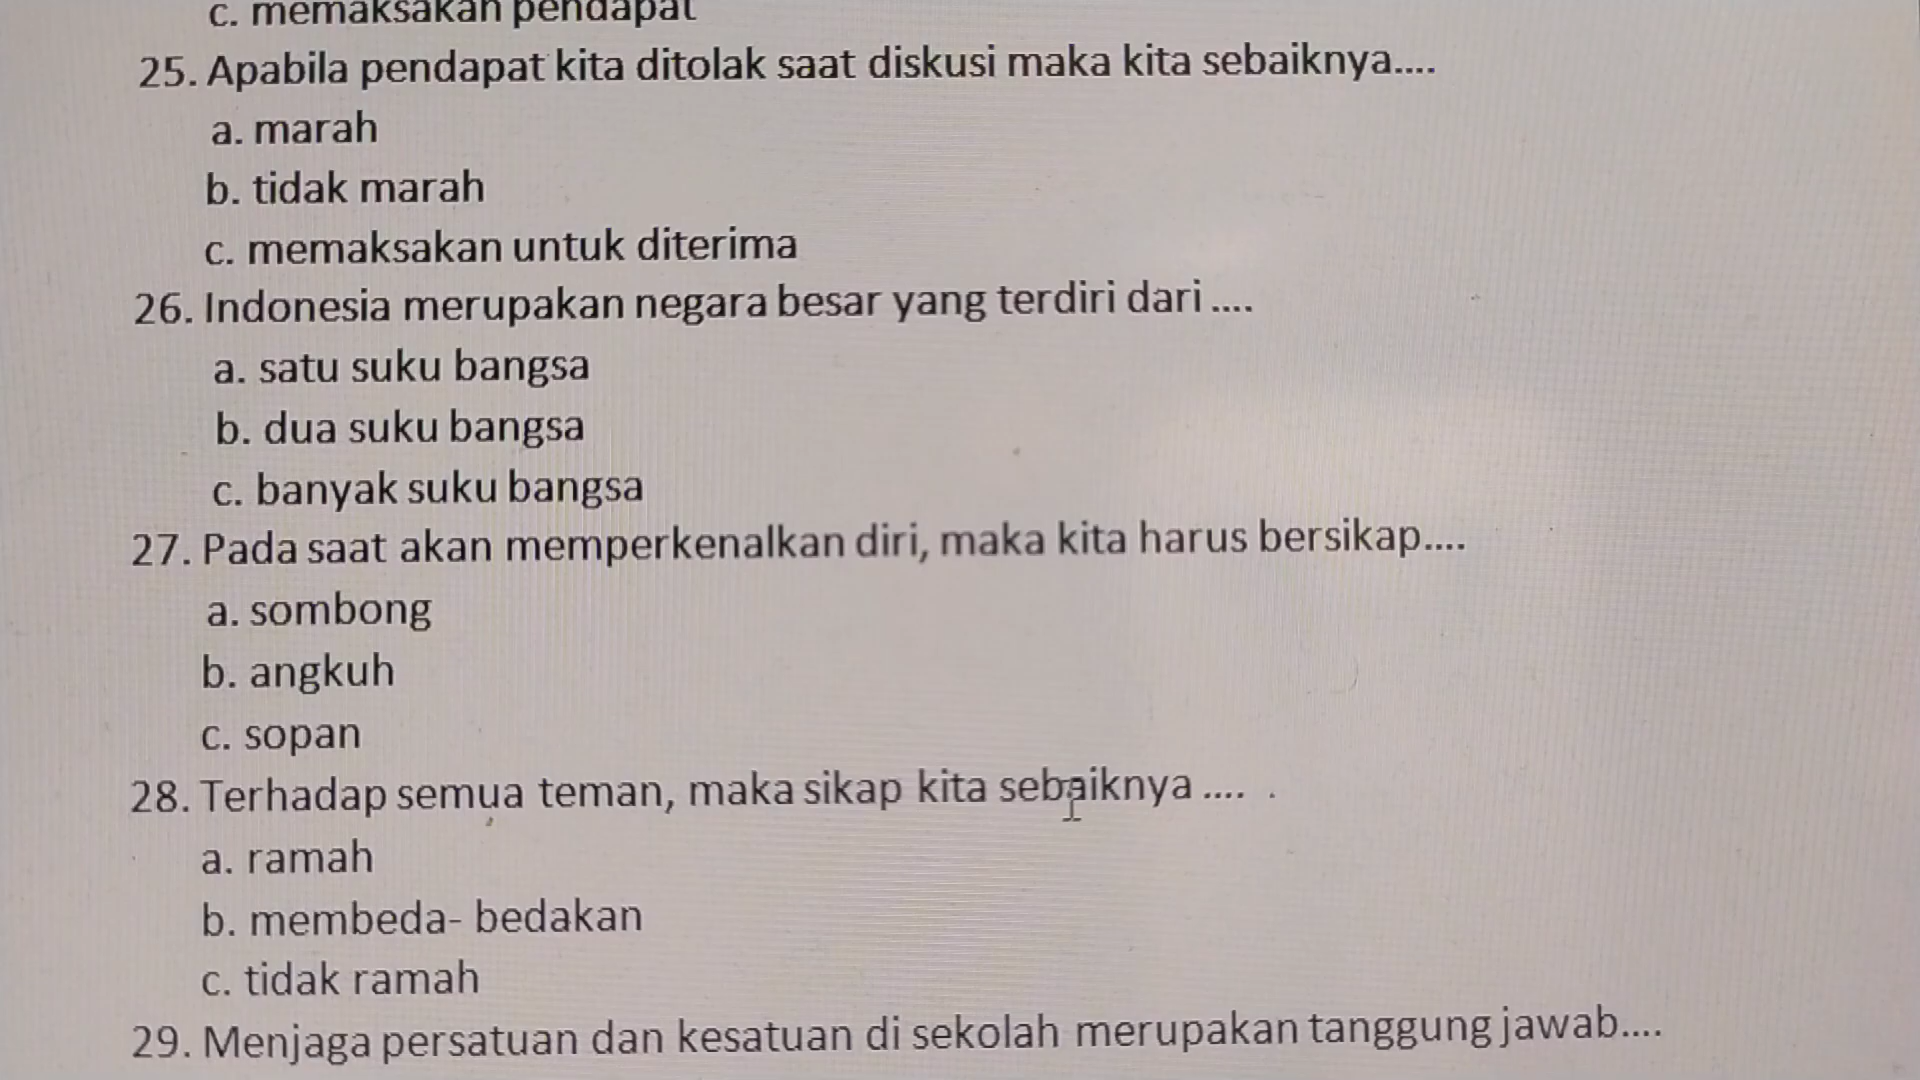 c. memaksakan pendapat
25. Apabila pendapat kita ditolak saat diskusi maka kita sebaiknya....
a. marah
b. tidak marah
c. memaksakan untuk diterima
26. Indonesia merupakan negara besar yang terdiri dari ....
a. satu suku bangsa
b. dua suku bangsa
c. banyak suku bangsa
27. Pada saat akan memperkenalkan diri, maka kita harus bersikap....
a. sombong
b. angkuh
c. sopan
28. Terhadap semua teman, maka sikap kita sebaiknya .... .
a. ramah
b. membeda- bedakan
c. tidak ramah
29. Menjaga persatuan dan kesatuan di sekolah merupakan tanggung jawab....